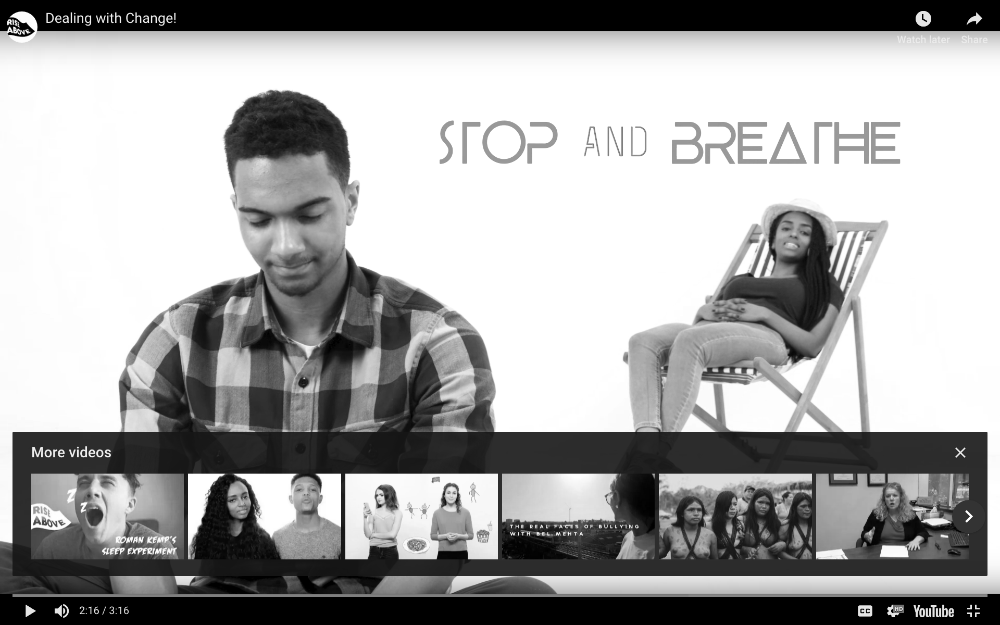 RISE
ABOVE
Dealing with Change!
Watch later
Share
STOP AND BREATHE
More videos
RISE
ABOVE
Z
Z
ROMAN KEMP'S
SLEEP EXPERIMENT
THE REAL FACES OF BULLYING
WITH BEL MEHTA
2:16 / 3:16
CC
HD
YouTube